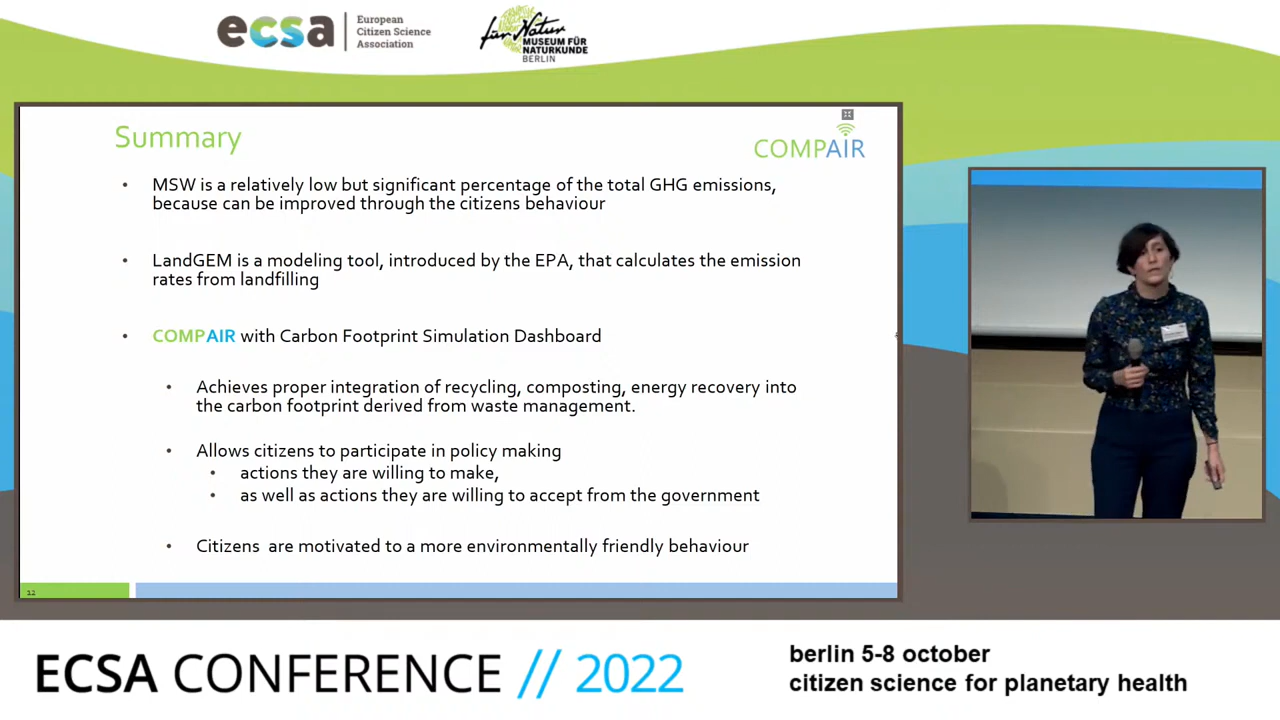 ecsa
European
Citizen Science
Association
für Natur
MUSEUM FÜR
NATURKUNDE
BERLIN
Summary
COMPAIR
• MSW is a relatively low but significant percentage of the total GHG emissions,
because can be improved through the citizens behaviour
• LandGEM is a modeling tool, introduced by the EPA, that calculates the emission
rates from landfilling
• COMPAIR with Carbon Footprint Simulation Dashboard
• Achieves proper integration of recycling, composting, energy recovery into
the carbon footprint derived from waste management.
• Allows citizens to participate in policy making
• actions they are willing to make,
• as well as actions they are willing to accept from the government
• Citizens are motivated to a more environmentally friendly behaviour
ECSA CONFERENCE // 2022
berlin 5-8 october
citizen science for planetary health